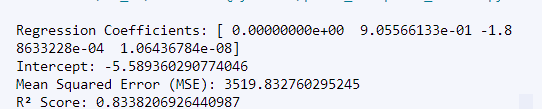 Regression Coefficients: [ 0.00000000e+00  9.05566133e-01 -1.8
8633228e-04  1.06436784e-08]
Intercept: -5.589360290774046
Mean Squared Error (MSE): 3519.832760295245
R² Score: 0.8338206926440987